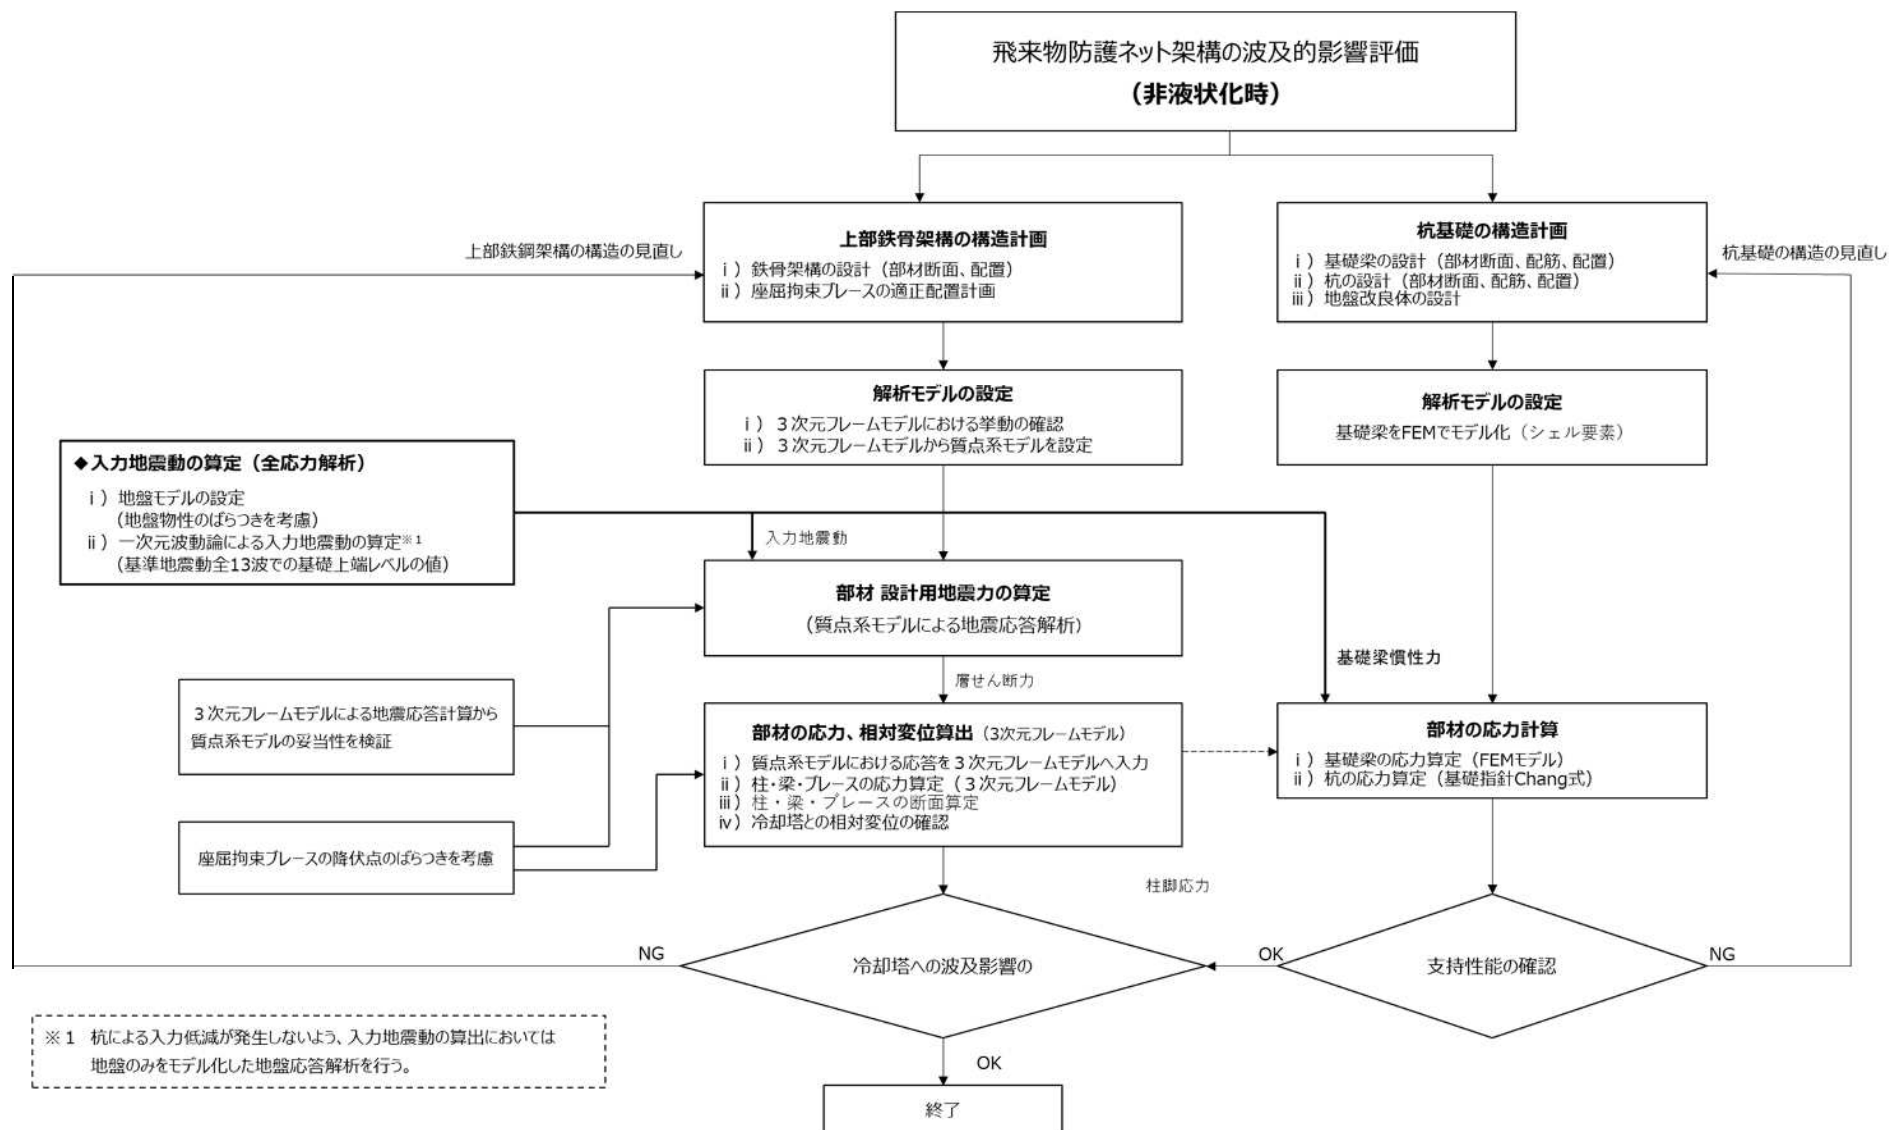 飛来物防護ネット架構の波及的影響評価
（非液状化時）
上部鉄鋼架構の構造の見直し
上部鉄骨架構の構造計画
ⅰ）鉄骨架構の設計（部材断面、配置）
ⅱ）座屈拘束ブレースの適正配置計画
杭基礎の構造計画
ⅰ）基礎梁の設計（部材断面、配筋、配置）
ⅱ）杭の設計（部材断面、配筋、配置）
ⅲ）地盤改良体の設計
杭基礎の構造の見直し
解析モデルの設定
ⅰ）３次元フレームモデルにおける挙動の確認
ⅱ）３次元フレームモデルから質点系モデルを設定
解析モデルの設定
基礎梁をFEMでモデル化（シェル要素）
◆入力地震動の算定（全応力解析）
ⅰ）地盤モデルの設定
（地盤物性のばらつきを考慮）
ⅱ）一次元波動論による入力地震動の算定※1
（基準地震動全13波での基礎上端レベルの値）
入力地震動
部材 設計用地震力の算定
（質点系モデルによる地震応答解析）
基礎梁慣性力
層せん断力
３次元フレームモデルによる地震応答計算から
質点系モデルの妥当性を検証
部材の応力、相対変位算出（3次元フレームモデル）
ⅰ）質点系モデルにおける応答を３次元フレームモデルへ入力
ⅱ）柱・梁・ブレースの応力算定（３次元フレームモデル）
ⅲ）柱・梁・ブレースの断面算定
ⅳ）冷却塔との相対変位の確認
部材の応力計算
ⅰ）基礎梁の応力算定（FEMモデル）
ⅱ）杭の応力算定（基礎指針Chang式）
座屈拘束ブレースの降伏点のばらつきを考慮
柱脚応力
NG
冷却塔への波及影響の
OK
支持性能の確認
NG
※１ 杭による入力低減が発生しないよう、入力地震動の算出においては
地盤のみをモデル化した地盤応答解析を行う。
OK
終了